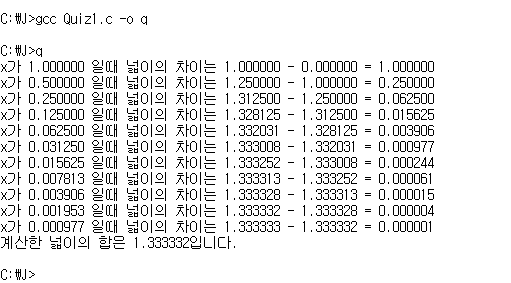 C:\J>gcc Quiz1.c -o q
C:\J>q
x가 1.000000 일때 넓이의 차이는 1.000000 - 0.000000 = 1.000000
x가 0.500000 일때 넓이의 차이는 1.250000 - 1.000000 = 0.250000
x가 0.250000 일때 넓이의 차이는 1.312500 - 1.250000 = 0.062500
x가 0.125000 일때 넓이의 차이는 1.328125 - 1.312500 = 0.015625
x가 0.062500 일때 넓이의 차이는 1.332031 - 1.328125 = 0.003906
x가 0.031250 일때 넓이의 차이는 1.333008 - 1.332031 = 0.000977
x가 0.015625 일때 넓이의 차이는 1.333252 - 1.333008 = 0.000244
x가 0.007813 일때 넓이의 차이는 1.333313 - 1.333252 = 0.000061
x가 0.003906 일때 넓이의 차이는 1.333328 - 1.333313 = 0.000015
x가 0.001953 일때 넓이의 차이는 1.333332 - 1.333328 = 0.000004
x가 0.000977 일때 넓이의 차이는 1.333333 - 1.333332 = 0.000001
계산한 넓이의 합은 1.333332입니다.
C:\J>